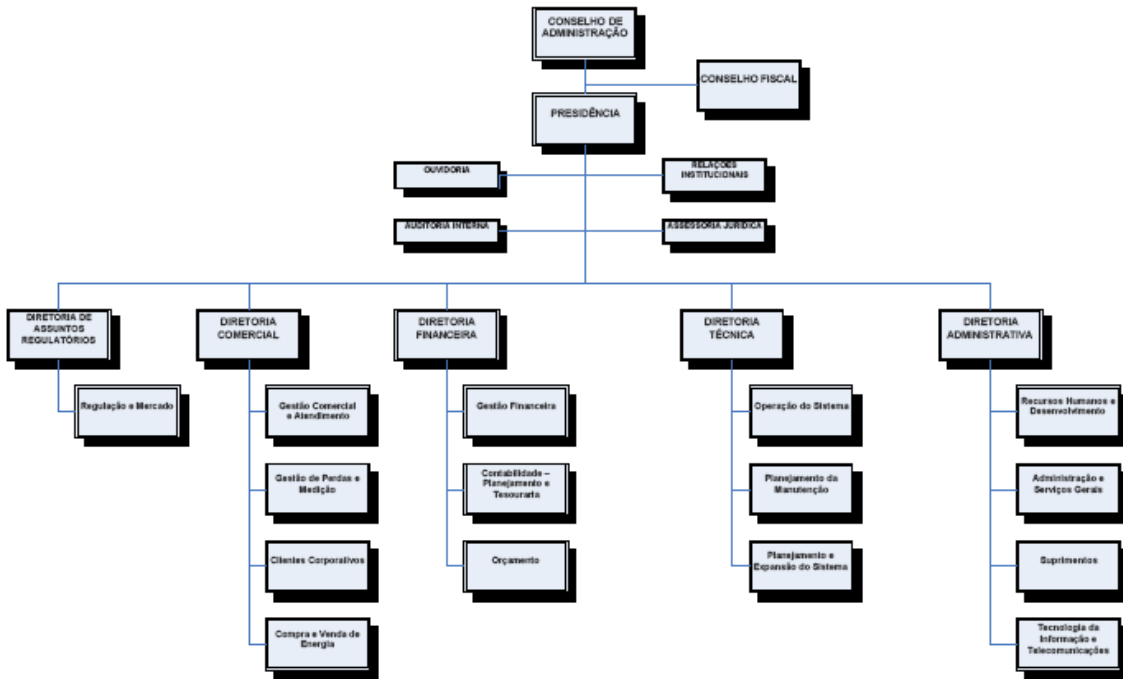 CONSELHO DE
ADMINISTRAÇÃO
CONSELHO FISCAL
PRESIDÊNCIA
OUVIDORIA
RELAÇÕES
INSTITUCIONAIS
AUDITORIA INTERNA
ASSESSORIA JURÍDICA
DIRETORIA DE
ASSUNTOS
REGULATÓRIOS
DIRETORIA
COMERCIAL
DIRETORIA
FINANCEIRA
DIRETORIA
TÉCNICA
DIRETORIA
ADMINISTRATIVA
Regulação e Mercado
Gestão Comercial
e Atendimento
Gestão Financeira
Operação do Sistema
Recursos Humanos e
Desenvolvimento
Gestão de Perdas e
Medição
Contabilidade –
Planejamento e
Tesouraria
Planejamento da
Manutenção
Administração e
Serviços Gerais
Clientes Corporativos
Orçamento
Planejamento e
Expansão do Sistema
Suprimentos
Compra e Venda de
Energia
Tecnologia da
Informação e
Telecomunicações